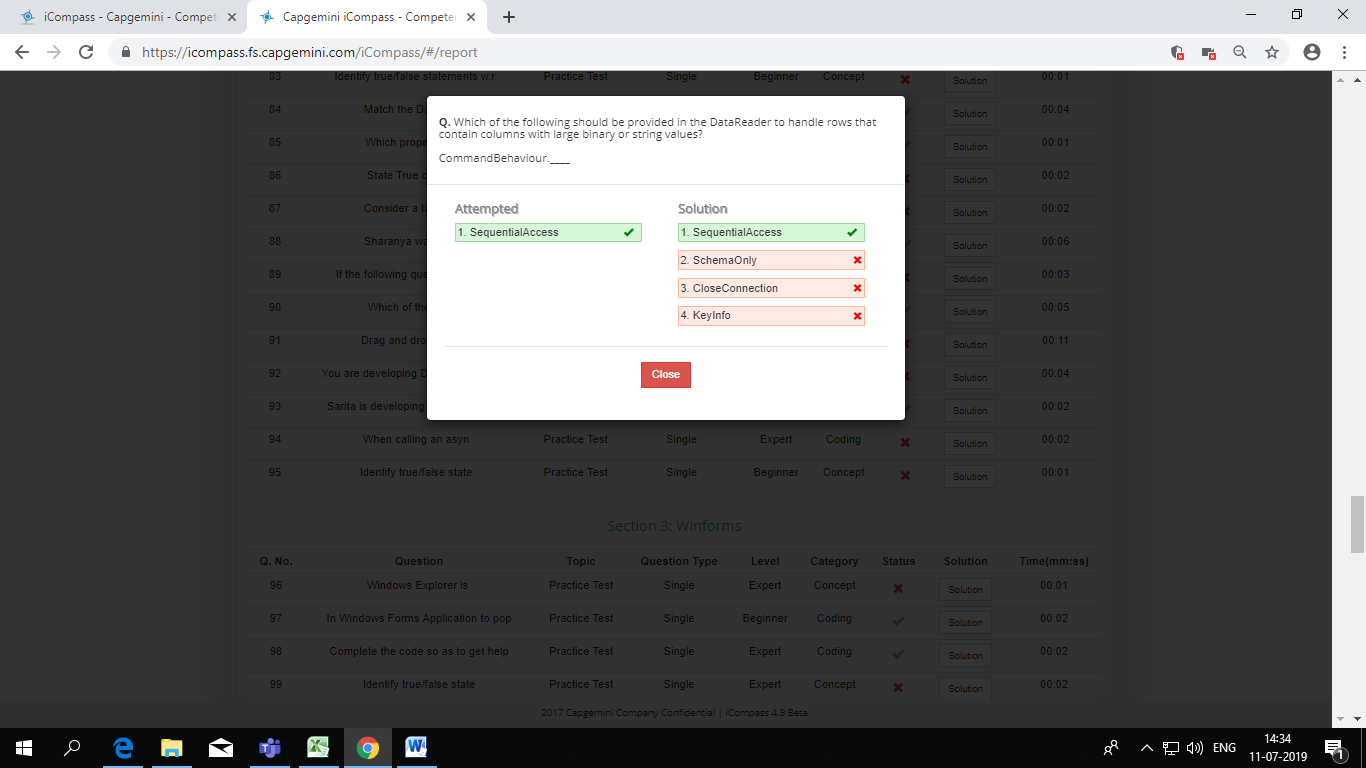 iCompass - Capgemini - Compet
Capgemini iCompass - Competen
https://icompass.fs.capgemini.com/iCompass/#/report
83 Identify true/false statements w.r. Practice Test Single Beginner Concept Solution 00:01
84 Match the Da Solution 00:04
85 Which prope Solution 00:01
86 State True o Solution 00:02
87 Consider a ta Solution 00:02
88 Sharanya wa Solution 00:06
89 If the following que Solution 00:03
90 Which of the Solution 00:05
91 Drag and dro Solution 00:11
92 You are developing D Solution 00:04
93 Sarita is developing Solution 00:02
Q. Which of the following should be provided in the DataReader to handle rows that
contain columns with large binary or string values?
CommandBehaviour.____
Attempted Solution
1. SequentialAccess 1. SequentialAccess
2. SchemaOnly
3. CloseConnection
4. KeyInfo
Close
94 When calling an asyn Practice Test Single Expert Coding Solution 00:02
95 Identify true/false state Practice Test Single Beginner Concept Solution 00:01
Section 3: Winforms
Q. No. Question Topic Question Type Level Category Status Solution Time(mm:ss)
96 Windows Explorer is Practice Test Single Expert Concept Solution 00:01
97 In Windows Forms Application to pop Practice Test Single Beginner Coding Solution 00:02
98 Complete the code so as to get help Practice Test Single Expert Coding Solution 00:02
99 Identify true/false state Practice Test Single Expert Concept Solution 00:02
2017 Capgemini Company Confidential | iCompass 4.9 Beta
ENG 14:34
11-07-2019
1